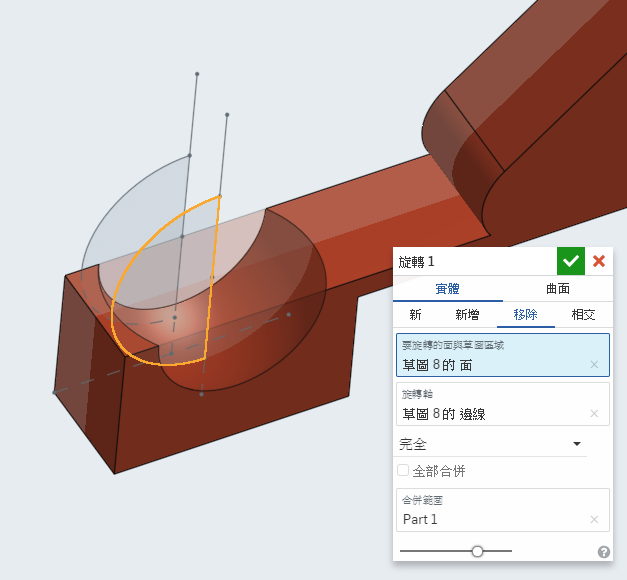 旋轉 1
實體 曲面
新 新增 移除 相交
要旋轉的面與草圖區域
草圖 8 的 面
旋轉軸
草圖 8 的 邊線
完全
全部合併
合併範圍
Part 1